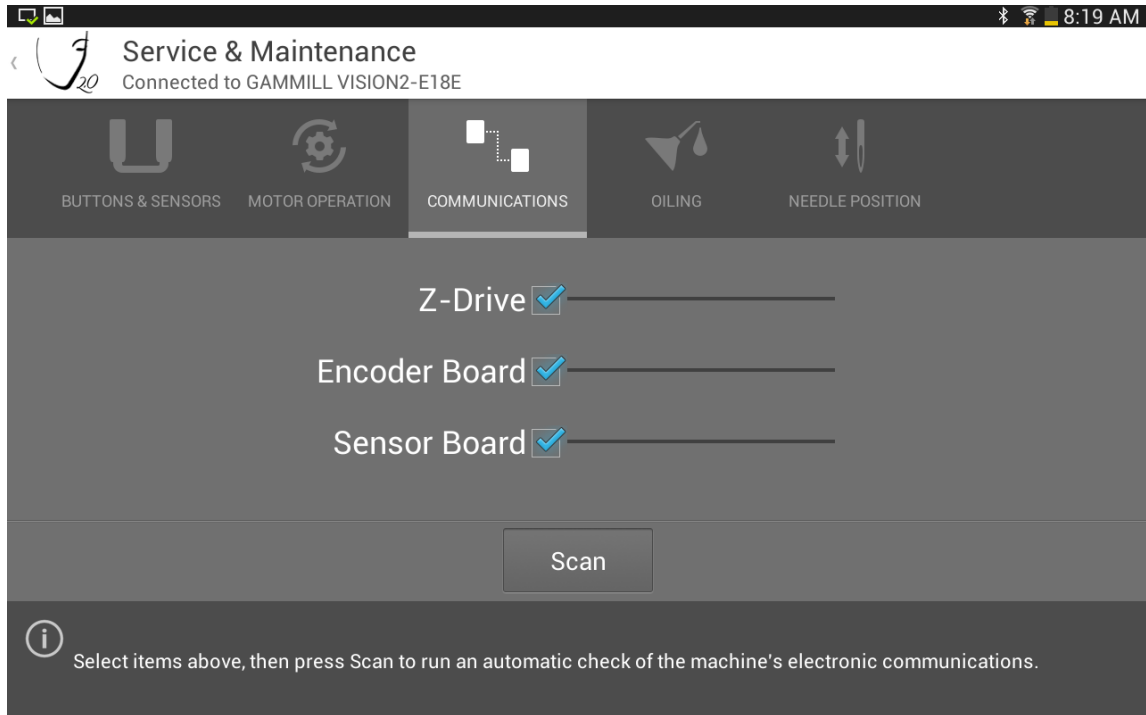 8:19 AM
Service & Maintenance
20
Connected to GAMMILL VISION2-E18E
BUTTONS & SENSORS
MOTOR OPERATION
COMMUNICATIONS
OILING
NEEDLE POSITION
Z-Drive
Encoder Board
Sensor Board
Scan
Select items above, then press Scan to run an automatic check of the machine's electronic communications.